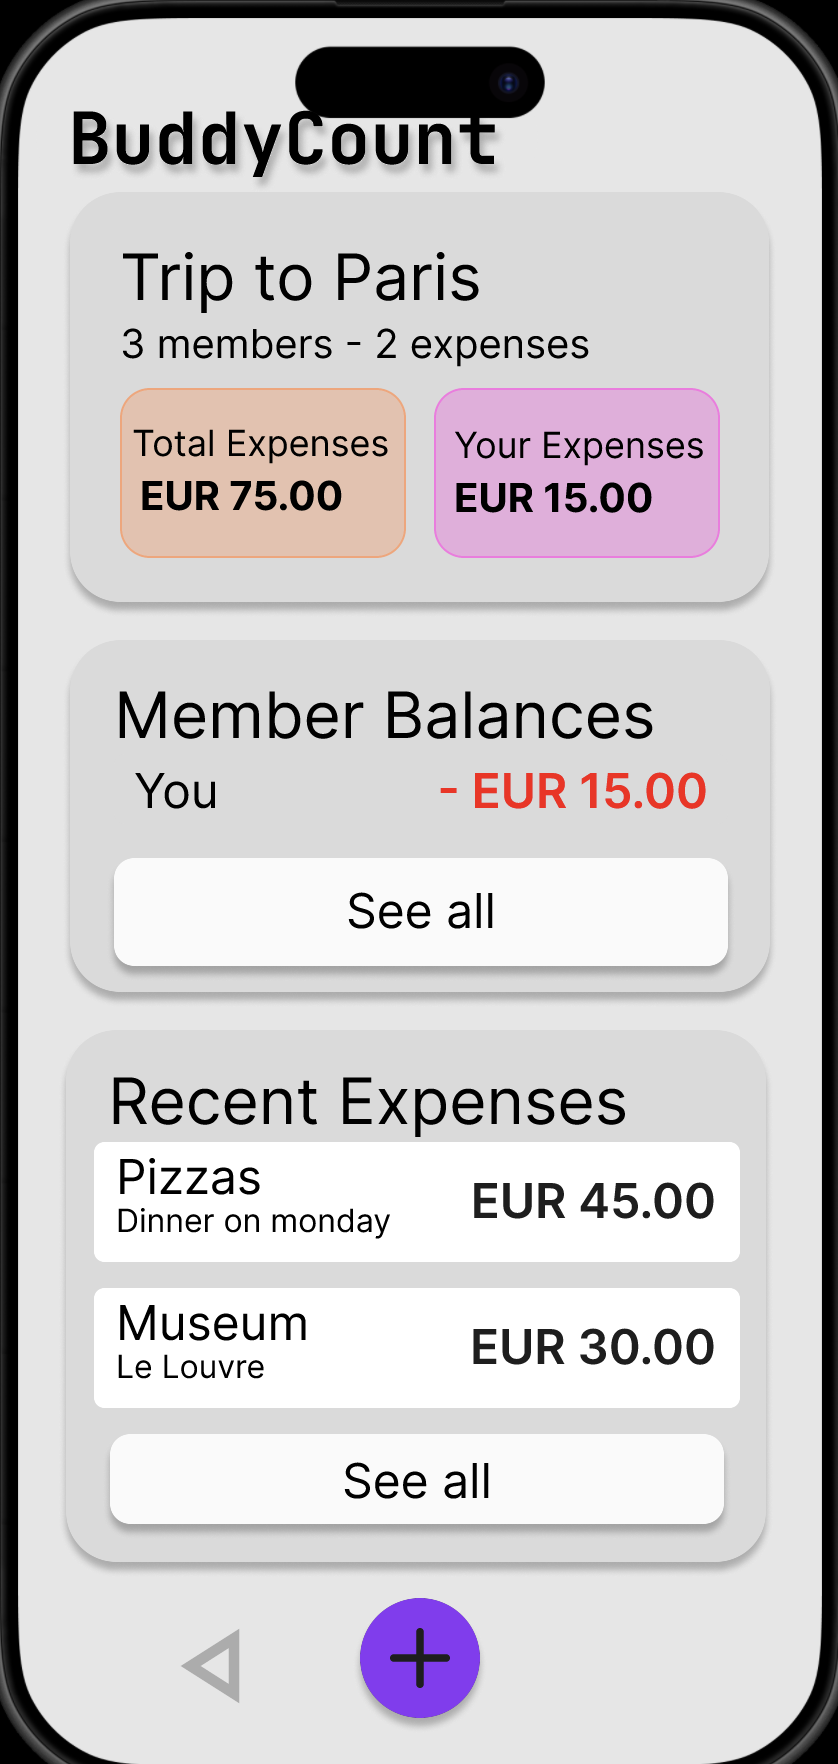 BuddyCount
Trip to Paris
3 members - 2 expenses
Total Expenses
EUR 75.00
Your Expenses
EUR 15.00
Member Balances
You - EUR 15.00
See all
Recent Expenses
Pizzas
Dinner on monday
EUR 45.00
Museum
Le Louvre
EUR 30.00
See all